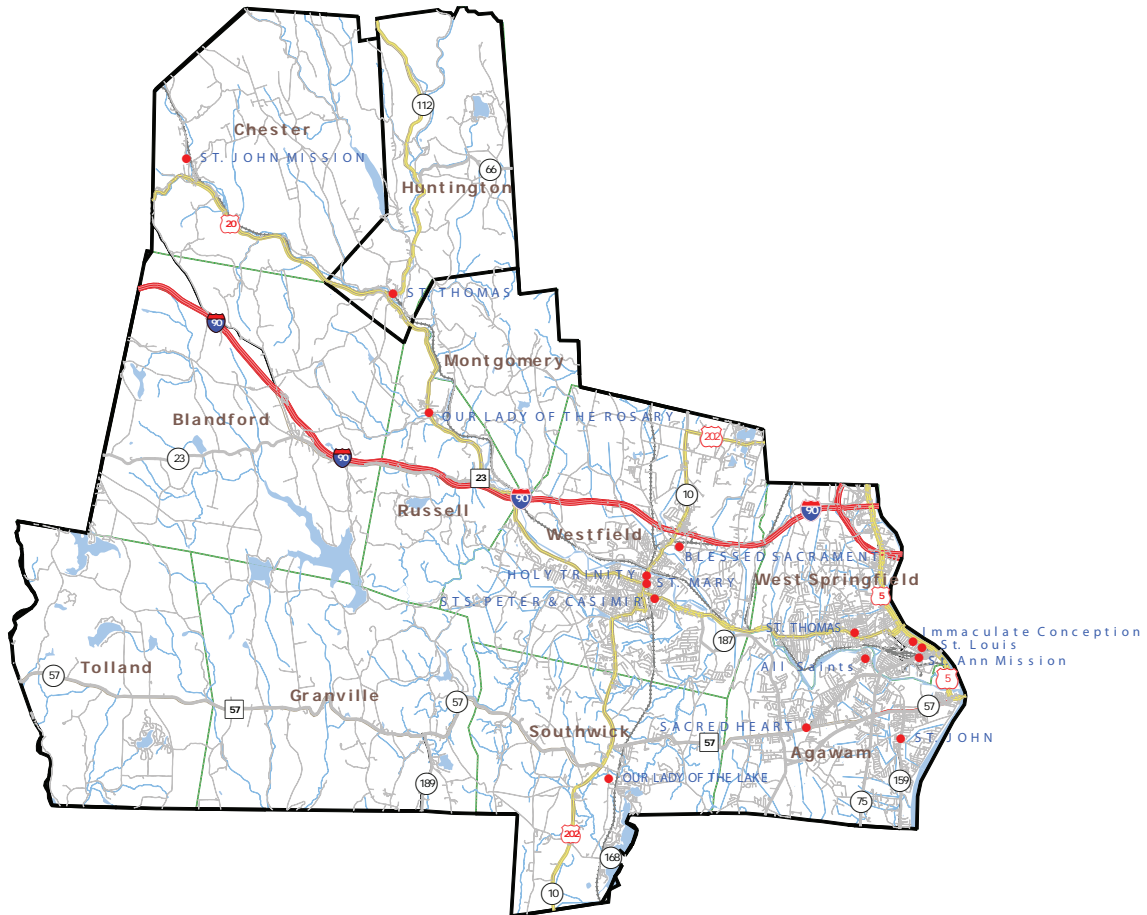 112
Chester
ST. JOHN MISSION
66
Huntington
20
ST. THOMAS
90
Montgomery
OUR LADY OF THE ROSARY
Blandford
202
23
90
23
10
90
90
Russell
Westfield
BLESSED SACRAMENT
HOLY TRINITY
ST. MARY
West Springfield
5
STS. PETER & CASIMIR
187
ST. THOMAS
Immaculate Conception
St. Louis
All Saints
St. Ann Mission
Tolland
57
5
Granville
57
57
57
Southwick
SACRED HEART
57
Agawam
ST. JOHN
OUR LADY OF THE LAKE
189
159
75
202
168
10